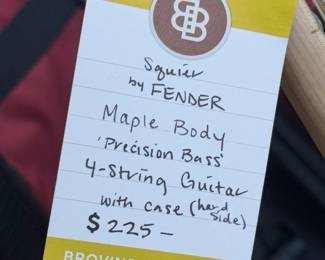 Squier
by FENDER
Maple Body
'Precision Bass'
4-String Guitar
with case (hard side)
$225—